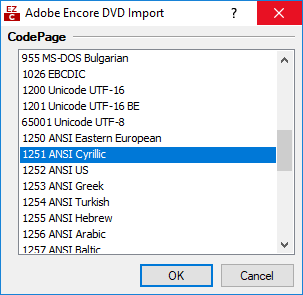 EZ
C
Adobe Encore DVD Import
?
CodePage
955 MS-DOS Bulgarian
1026 EBCDIC
1200 Unicode UTF-16
1201 Unicode UTF-16 BE
65001 Unicode UTF-8
1250 ANSI Eastern European
1251 ANSI Cyrillic
1252 ANSI US
1253 ANSI Greek
1254 ANSI Turkish
1255 ANSI Hebrew
1256 ANSI Arabic
1257 ANSI Baltic
OK
Cancel